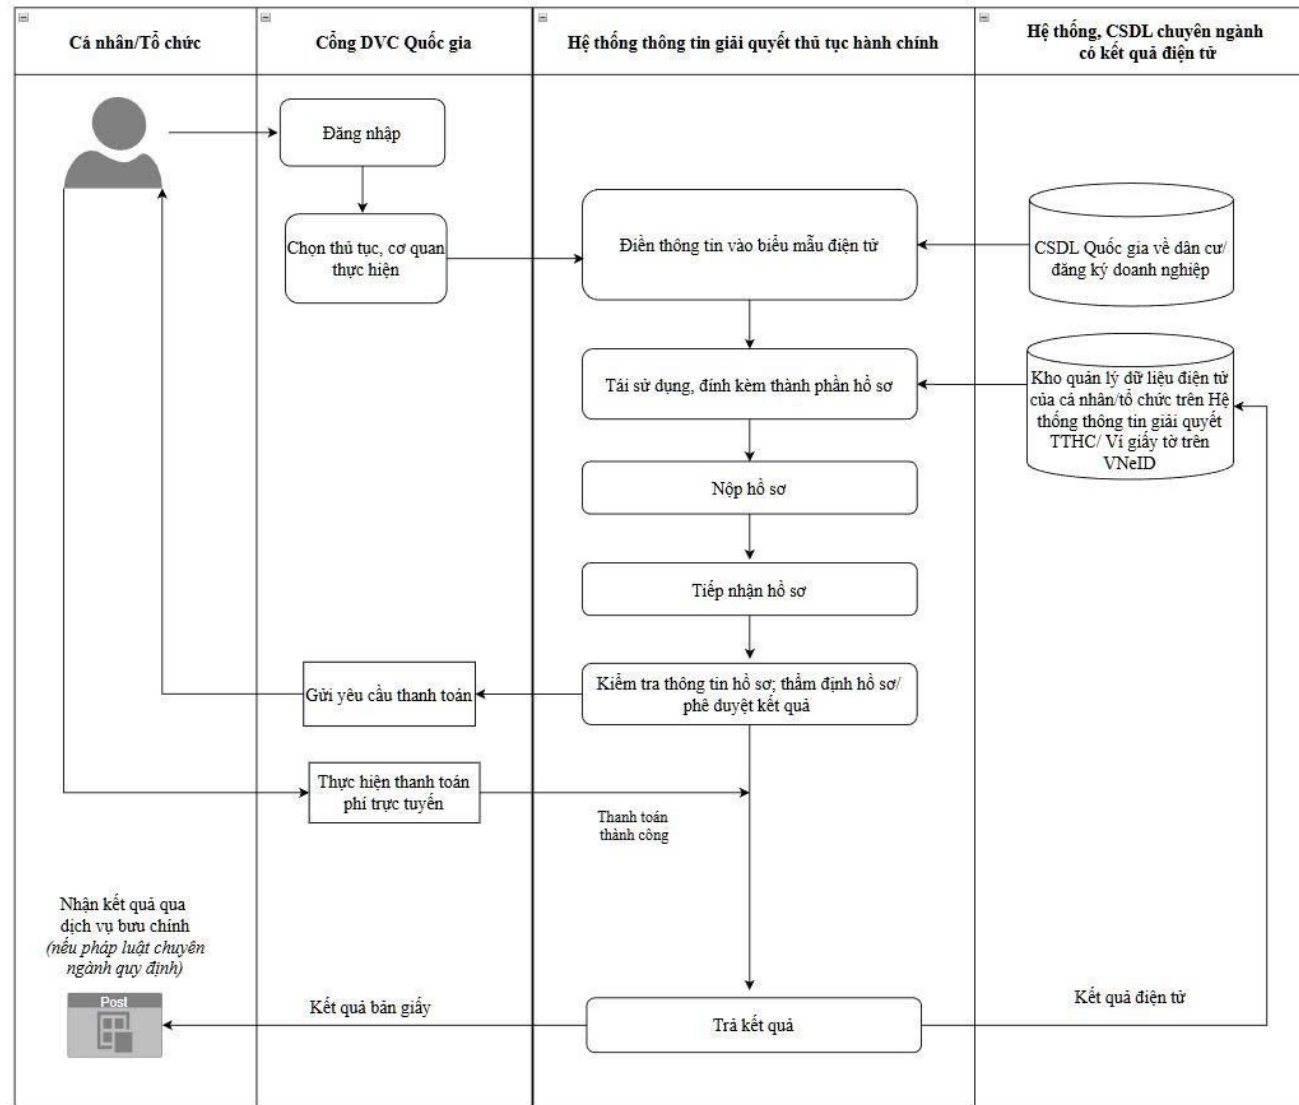 Cá nhân/Tổ chức
Cổng DVC Quốc gia
Hệ thống thông tin giải quyết thủ tục hành chính
Hệ thống, CSDL chuyên ngành
có kết quả điện tử
Đăng nhập
Chọn thủ tục, cơ quan
thực hiện
Điền thông tin vào biểu mẫu điện tử
CSDL Quốc gia về dân cư/
đăng ký doanh nghiệp
Tái sử dụng, đính kèm thành phần hồ sơ
Kho quản lý dữ liệu điện tử
của cá nhân/tổ chức trên Hệ
thống thông tin giải quyết
TTHC/ Ví giấy tờ trên
VNeID
Nộp hồ sơ
Tiếp nhận hồ sơ
Gửi yêu cầu thanh toán
Kiểm tra thông tin hồ sơ; thẩm định hồ sơ/
phê duyệt kết quả
Thực hiện thanh toán
phí trực tuyến
Thanh toán
thành công
Nhận kết quả qua
dịch vụ bưu chính
(nếu pháp luật chuyên
ngành quy định)
Post
Kết quả bản giấy
Trả kết quả
Kết quả điện tử